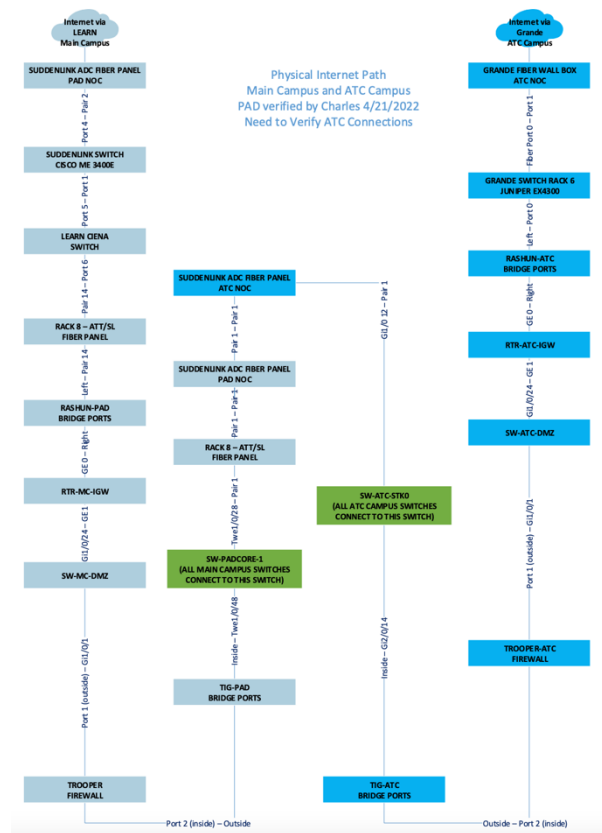 Internet via
LEARN
Main Campus
SUDDENLINK ADC FIBER PANEL
PAD NOC
Port 4 – Pair 2
SUDDENLINK SWITCH
CISCO ME 3400E
Port 5 – Port 1
LEARN CIENA
SWITCH
Pair 14 – Port 6
RACK 8 – ATT/SL
FIBER PANEL
Left – Pair 14
RASHUN-PAD
BRIDGE PORTS
GE 0 – Right
RTR-MC-IGW
Gi1/0/24 – GE 1
SW-MC-DMZ
Port 1 (outside) – Gi1/0/1
TROOPER
FIREWALL
Port 2 (inside) – Outside
Physical Internet Path
Main Campus and ATC Campus
PAD verified by Charles 4/21/2022
Need to Verify ATC Connections
SUDDENLINK ADC FIBER PANEL
ATC NOC
Pair 1 – Pair 1
SUDDENLINK ADC FIBER PANEL
PAD NOC
Pair 1 – Pair 1
RACK 8 – ATT/SL
FIBER PANEL
Twe1/0/28 – Pair 1
SW-PADCORE-1
(ALL MAIN CAMPUS SWITCHES
CONNECT TO THIS SWITCH)
Inside – Twe1/0/48
TIG-PAD
BRIDGE PORTS
Gi1/0 12 – Pair 1
SW-ATC-STK0
(ALL ATC CAMPUS SWITCHES
CONNECT TO THIS SWITCH)
Inside – Gi2/0/14
TIG-ATC
BRIDGE PORTS
Outside – Port 2 (inside)
Internet via
Grande
ATC Campus
GRANDE FIBER WALL BOX
ATC NOC
Fiber Port 0 – Port 1
GRANDE SWITCH RACK 6
JUNIPER EX4300
Left – Port 0
RASHUN-ATC
BRIDGE PORTS
GE 0 – Right
RTR-ATC-IGW
Gi1/0/24 – GE 1
SW-ATC-DMZ
Port 1 (outside) – Gi1/0/1
TROOPER-ATC
FIREWALL